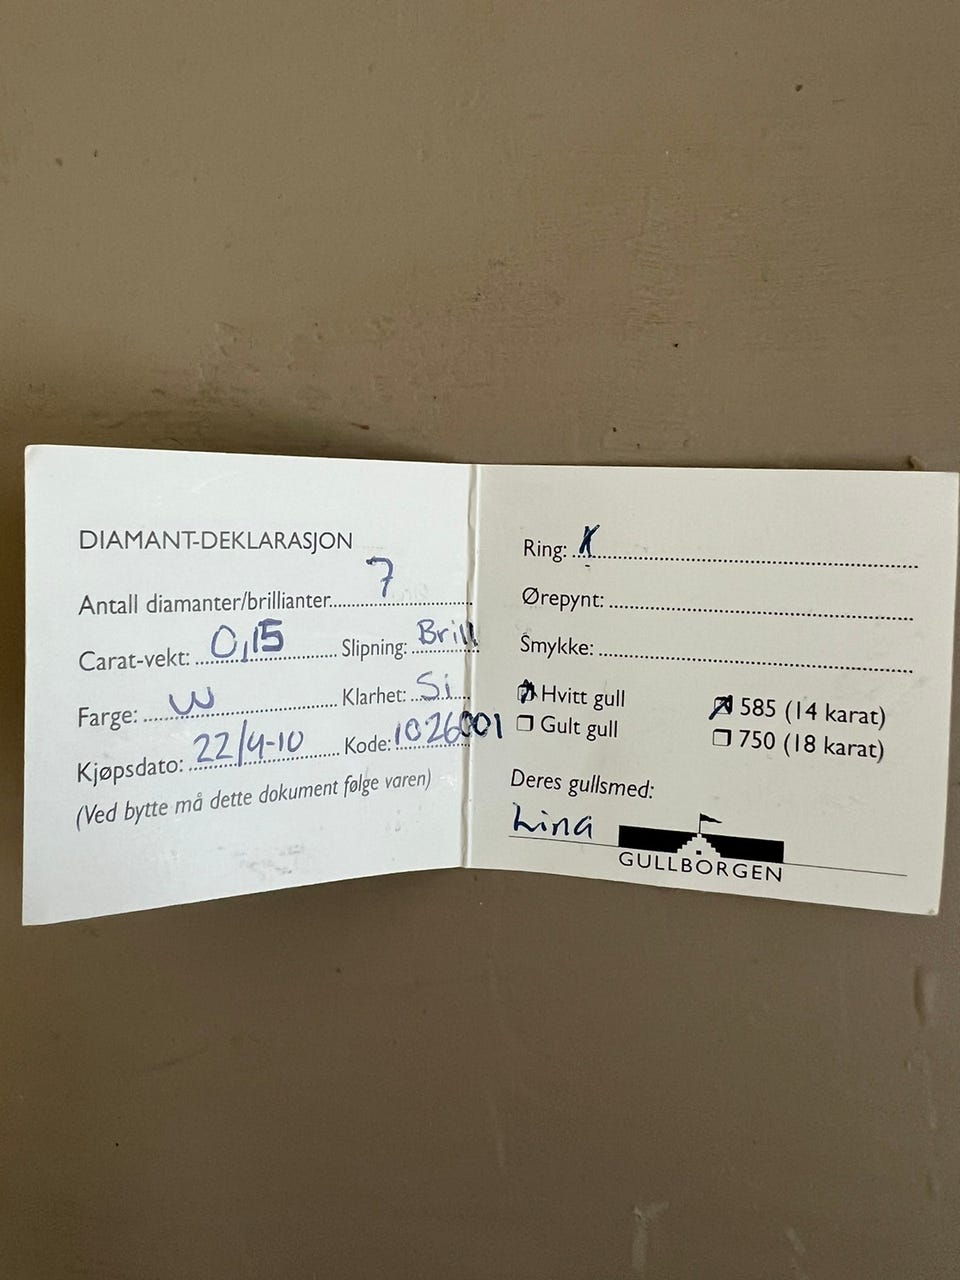 DIAMANT-DEKLARASJON
Antall diamanter/brillianter........ 7
Carat-vekt: 0,15 Slipning: Brill
Farge: W Klarhet: Si
Kjøpsdato: 22/4-10 Kode: 1026001
(Ved bytte må dette dokument følge varen)
Ring: X
Ørepynt:
Smykke:
Hvitt gull 585 (14 karat)
Gult gull 750 (18 karat)
Deres gullsmed:
Lina
GULLBORGEN